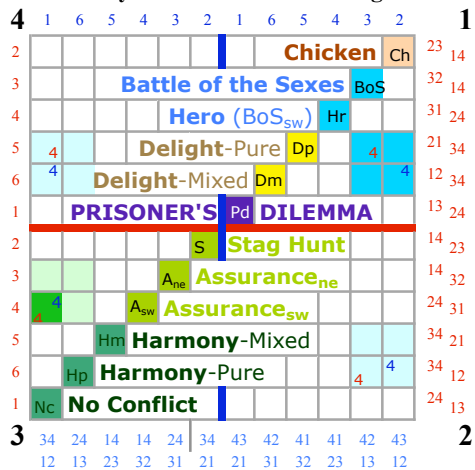 4 1 6 5 4 3 2 1 6 5 4 3 2 1
2 Chicken Ch 23 14
3 Battle of the Sexes BoS 32 14
4 Hero (BoSsw) Hr 31 24
5 4 Delight-Pure Dp 4 21 34
6 4 Delight-Mixed Dm 4 12 34
1 PRISONER'S Pd DILEMMA 13 24
2 S Stag Hunt 14 23
3 Ane Assurancene 14 32
4 4 4 Asw Assurancesw 24 31
5 Hm Harmony-Mixed 34 21
6 Hp Harmony-Pure 4 4 34 12
1 Nc No Conflict 24 13
3 34 24 14 14 24 34 43 42 41 41 42 43 2
12 13 23 32 31 21 21 31 32 23 13 12